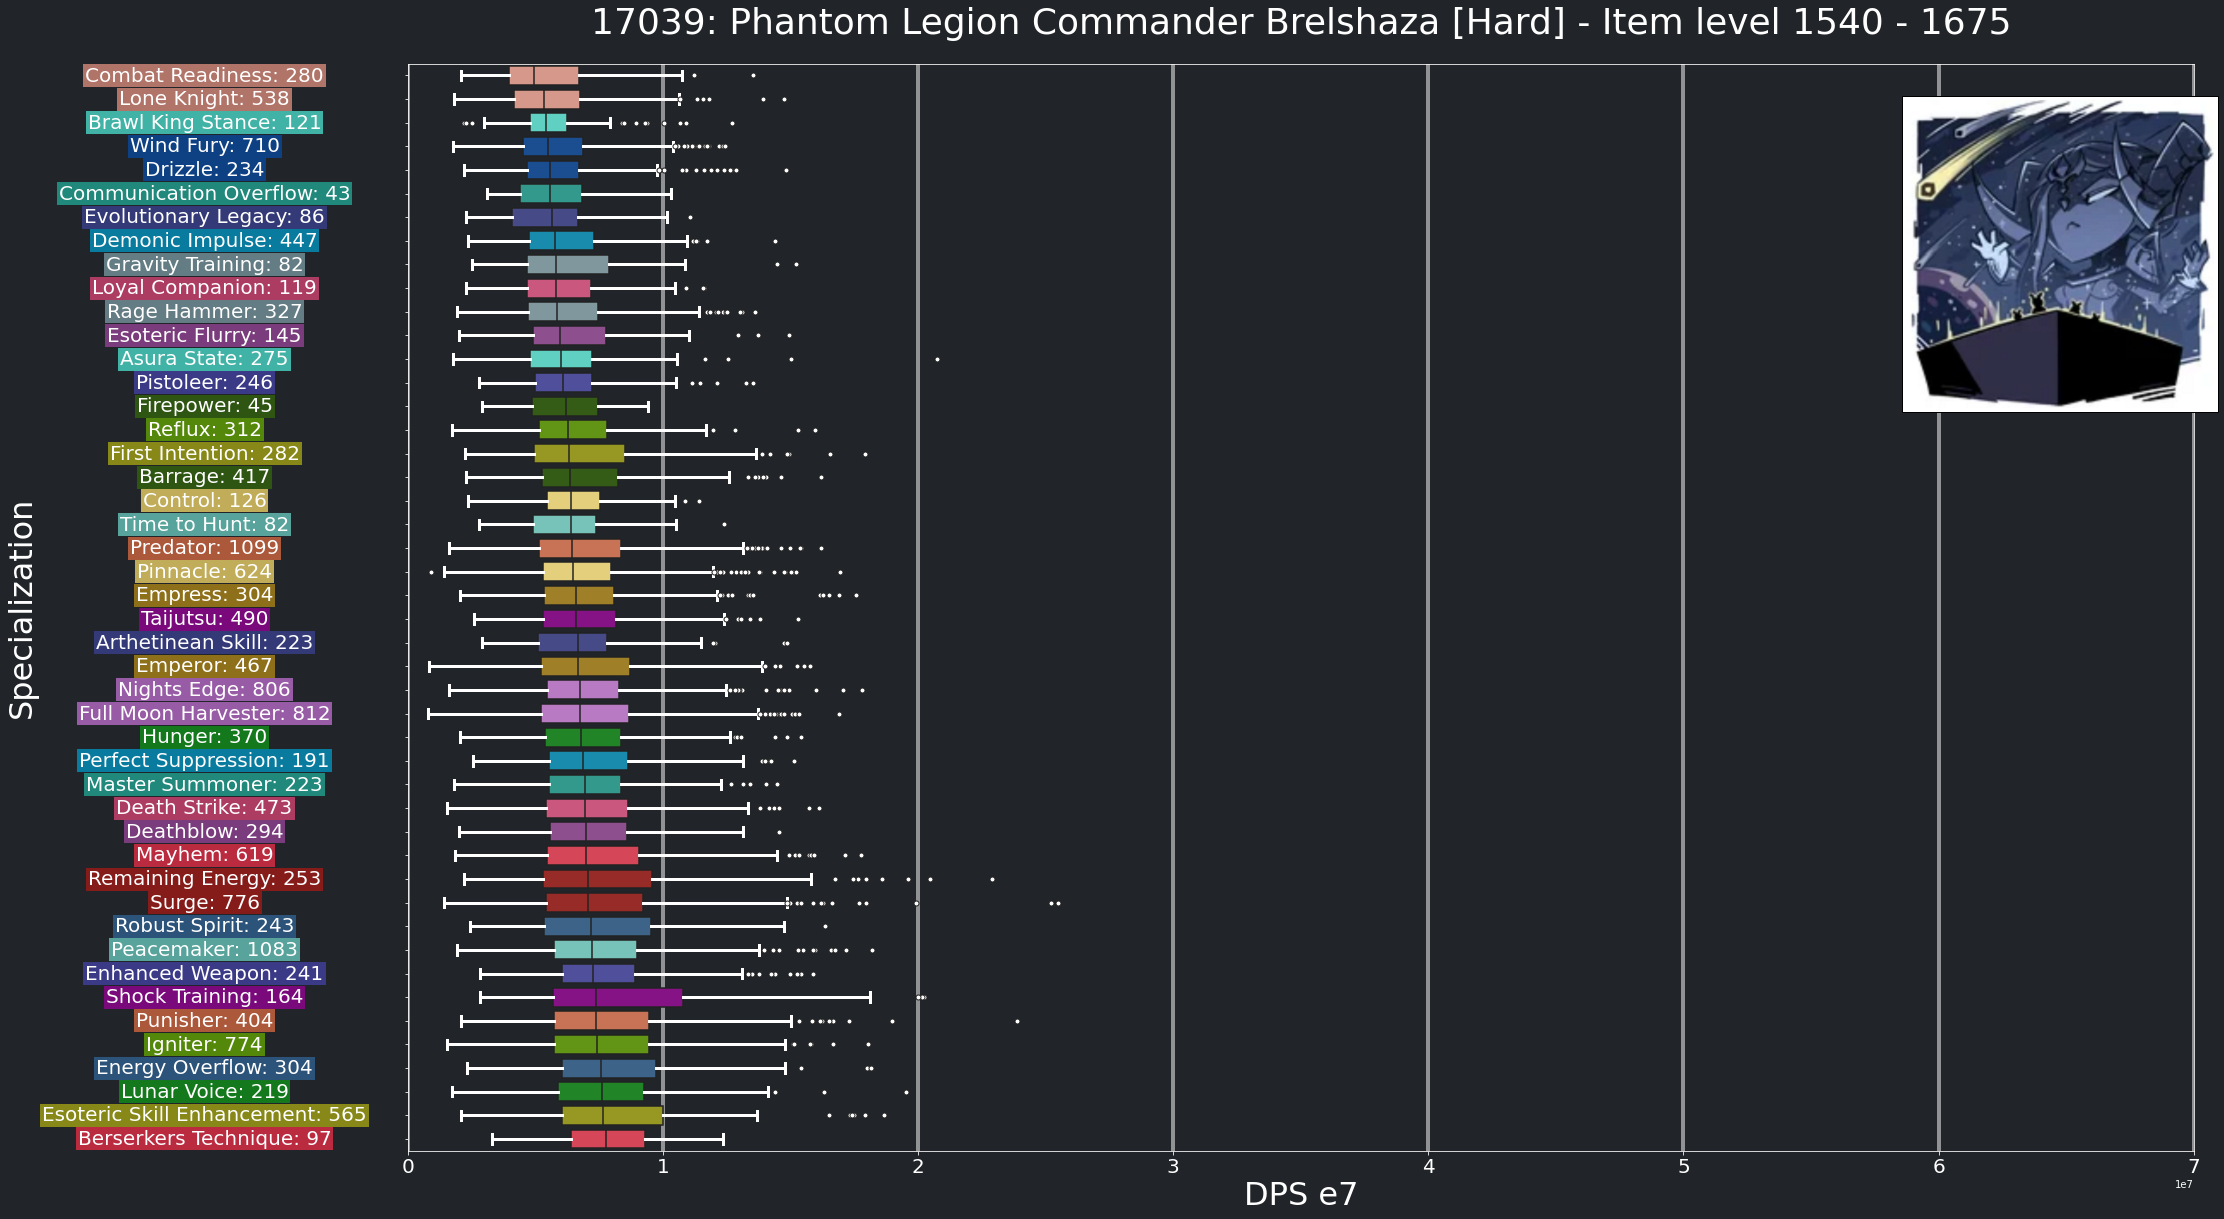 17039: Phantom Legion Commander Brelshaza [Hard] - Item level 1540 - 1675
Combat Readiness: 280
Lone Knight: 538
Brawl King Stance: 121
Wind Fury: 710
Drizzle: 234
Communication Overflow: 43
Evolutionary Legacy: 86
Demonic Impulse: 447
Gravity Training: 82
Loyal Companion: 119
Rage Hammer: 327
Esoteric Flurry: 145
Asura State: 275
Pistoleer: 246
Firepower: 45
Reflux: 312
First Intention: 282
Barrage: 417
Control: 126
Time to Hunt: 82
Predator: 1099
Pinnacle: 624
Empress: 304
Taijutsu: 490
Arthetinean Skill: 223
Emperor: 467
Nights Edge: 806
Full Moon Harvester: 812
Hunger: 370
Perfect Suppression: 191
Master Summoner: 223
Death Strike: 473
Deathblow: 294
Mayhem: 619
Remaining Energy: 253
Surge: 776
Robust Spirit: 243
Peacemaker: 1083
Enhanced Weapon: 241
Shock Training: 164
Punisher: 404
Igniter: 774
Energy Overflow: 304
Lunar Voice: 219
Esoteric Skill Enhancement: 565
Berserkers Technique: 97
Specialization
0 1 2 3 4 5 6 7
1e7
DPS e7